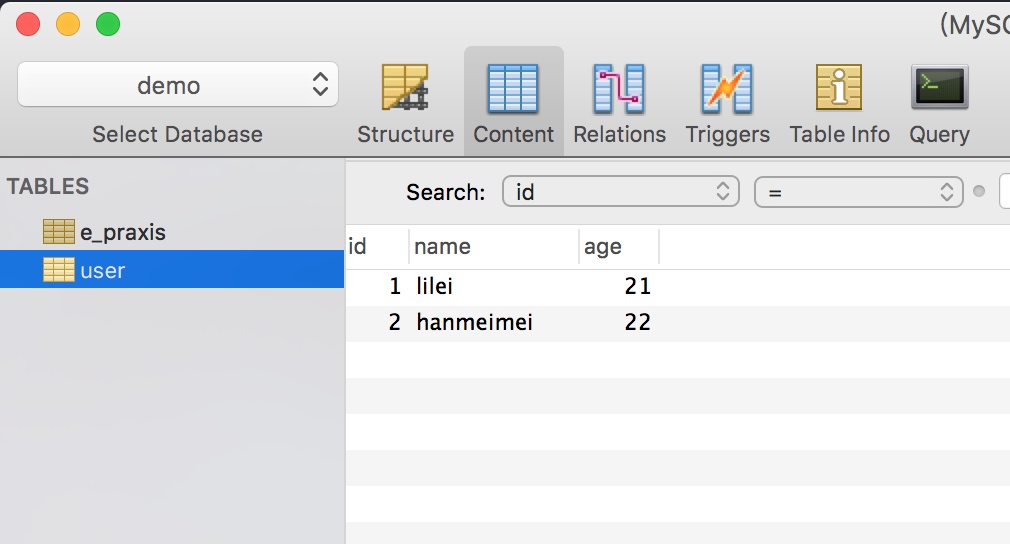 (MySQ
demo
Select Database
Structure
Content
Relations
Triggers
Table Info
Query
TABLES
e_praxis
user
Search: id =
id name age
1 lilei 21
2 hanmeimei 22